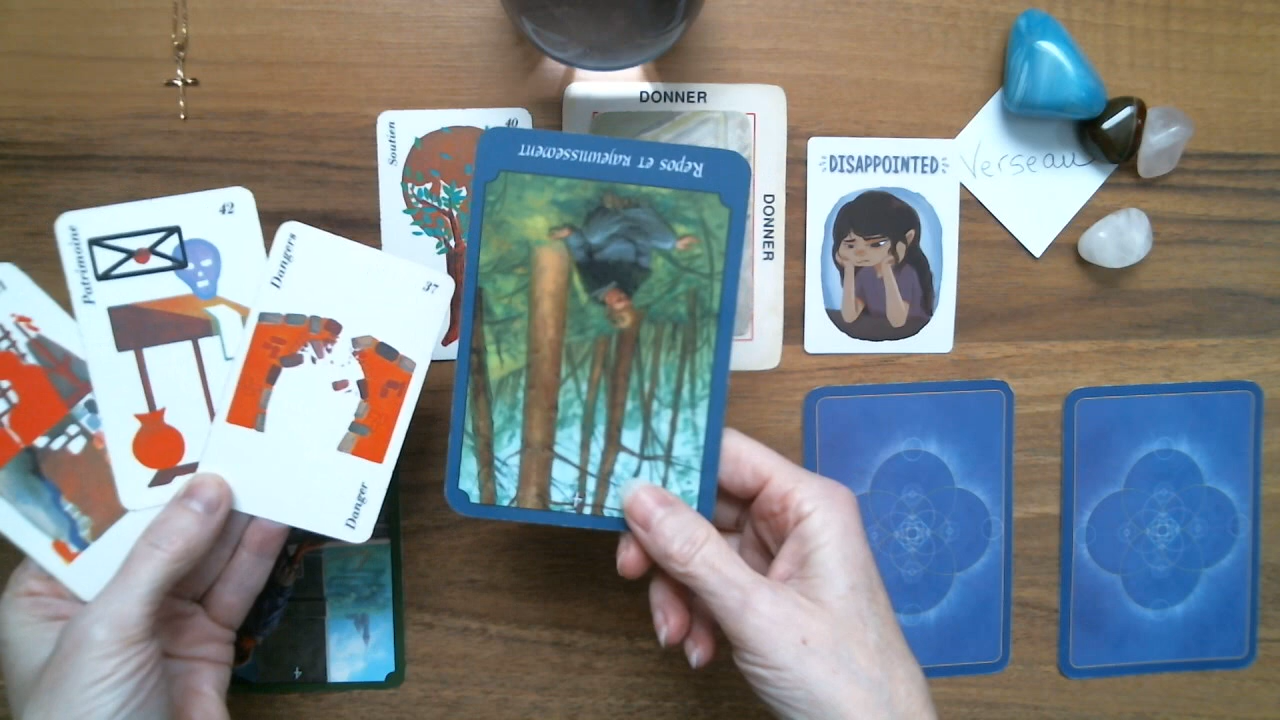 DONNER
DONNER
Soutien
40
Repos et Rajeunissement
DISAPPOINTED
Verseau
42
Patrimoine
Dangers
37
Danger